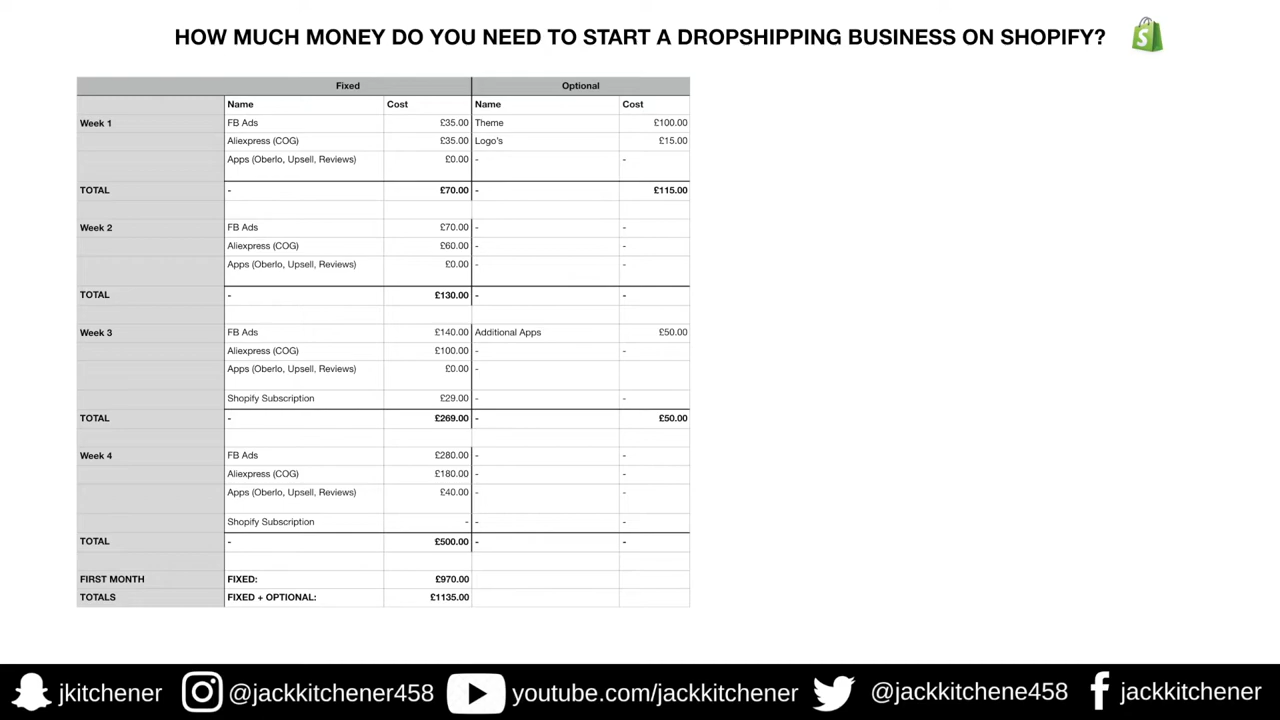 HOW MUCH MONEY DO YOU NEED TO START A DROPSHIPPING BUSINESS ON SHOPIFY?
Fixed Optional
Name Cost Name Cost
Week 1 FB Ads £35.00 Theme £100.00
Aliexpress (COG) £35.00 Logo's £15.00
Apps (Oberlo, Upsell, Reviews) £0.00 - -
TOTAL - £70.00 - £115.00
Week 2 FB Ads £70.00 - -
Aliexpress (COG) £60.00 - -
Apps (Oberlo, Upsell, Reviews) £0.00 - -
TOTAL - £130.00 - -
Week 3 FB Ads £140.00 Additional Apps £50.00
Aliexpress (COG) £100.00 - -
Apps (Oberlo, Upsell, Reviews) £0.00 -
Shopify Subscription £29.00 - -
TOTAL - £269.00 - £50.00
Week 4 FB Ads £280.00 - -
Aliexpress (COG) £180.00 - -
Apps (Oberlo, Upsell, Reviews) £40.00 - -
Shopify Subscription - - -
TOTAL - £500.00 - -
FIRST MONTH FIXED: £970.00
TOTALS FIXED + OPTIONAL: £1135.00
jkitchener @jackkitchener458 youtube.com/jackkitchener @jackkitchene458 jackkitchener